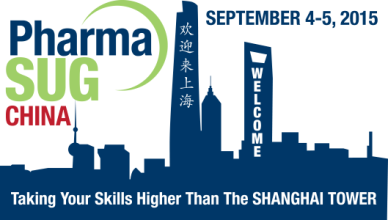 Pharma
SUG
CHINA
SEPTEMBER 4-5, 2015
欢迎来上海
WELCOME
Taking Your Skills Higher Than The SHANGHAI TOWER